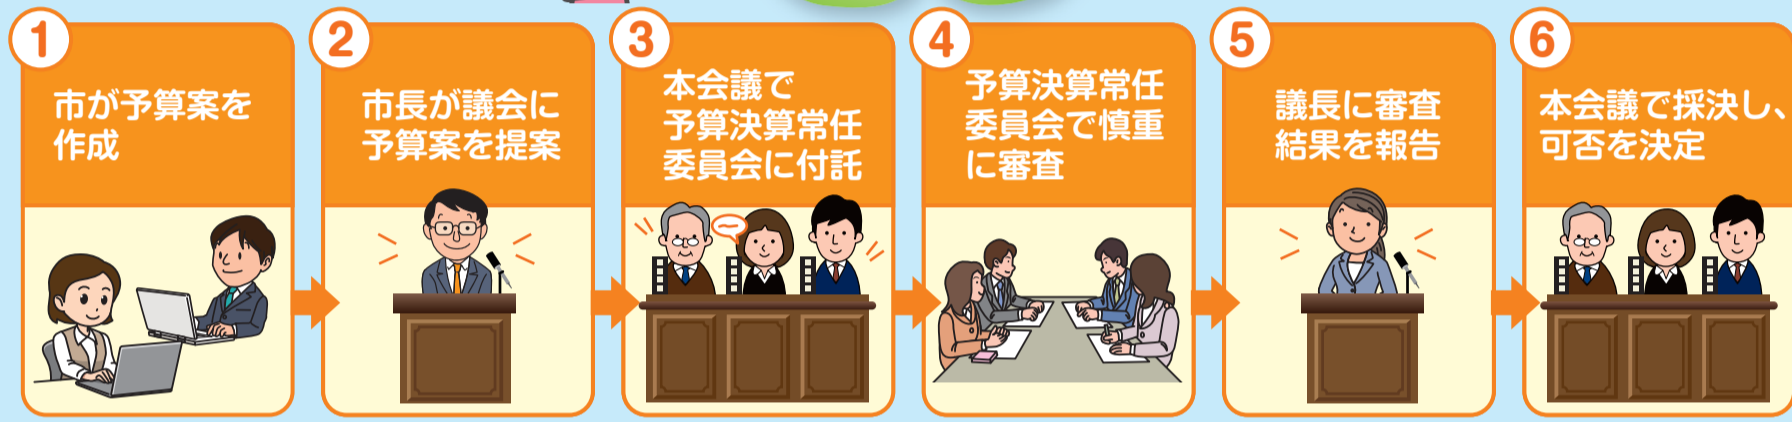 1
市が予算案を
作成
2
市長が議会に
予算案を提案
3
本会議で
予算決算常任
委員会に付託
4
予算決算常任
委員会で慎重
に審査
5
議長に審査
結果を報告
6
本会議で採決し、
可否を決定